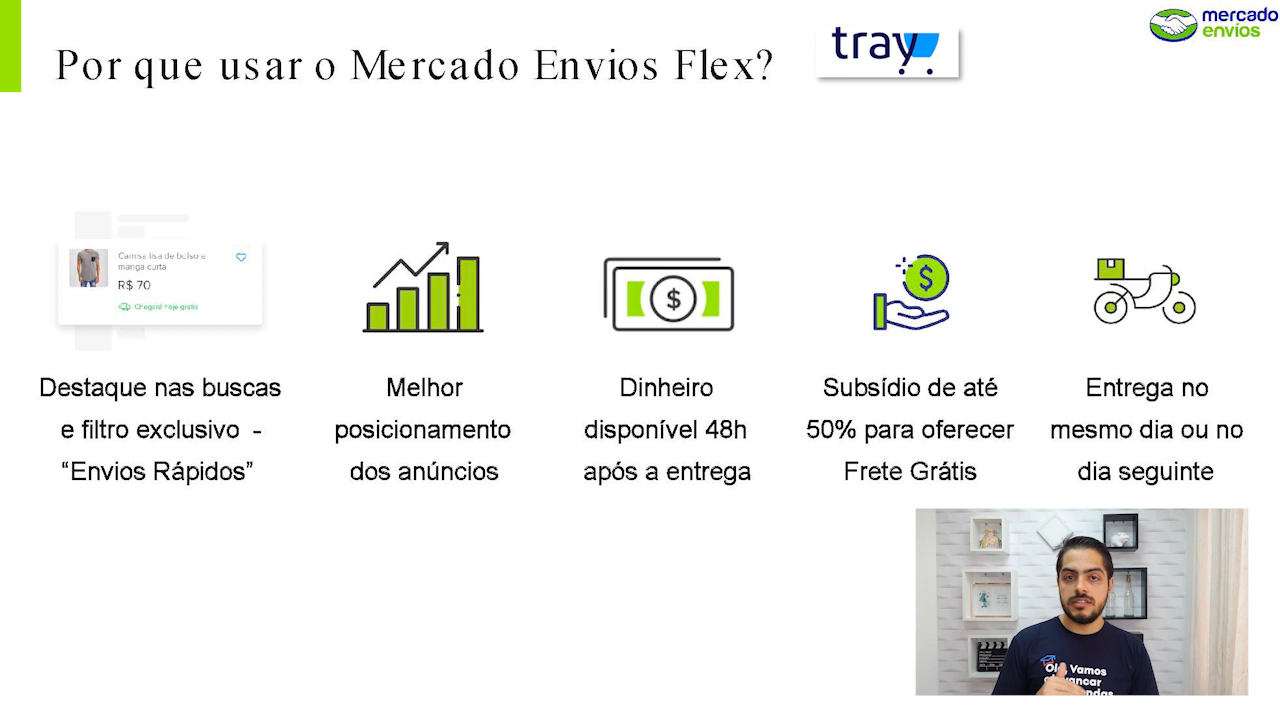 mercado
envios
Por que usar o Mercado Envios Flex?
tray
Camisa lisa de bolso e
manga curta
R$ 70
Chegará hoje grátis
$
$
Destaque nas buscas
e filtro exclusivo -
“Envios Rápidos”
Melhor
posicionamento
dos anúncios
Dinheiro
disponível 48h
após a entrega
Subsídio de até
50% para oferecer
Frete Grátis
Entrega no
mesmo dia ou no
dia seguinte
Olá, Vamos